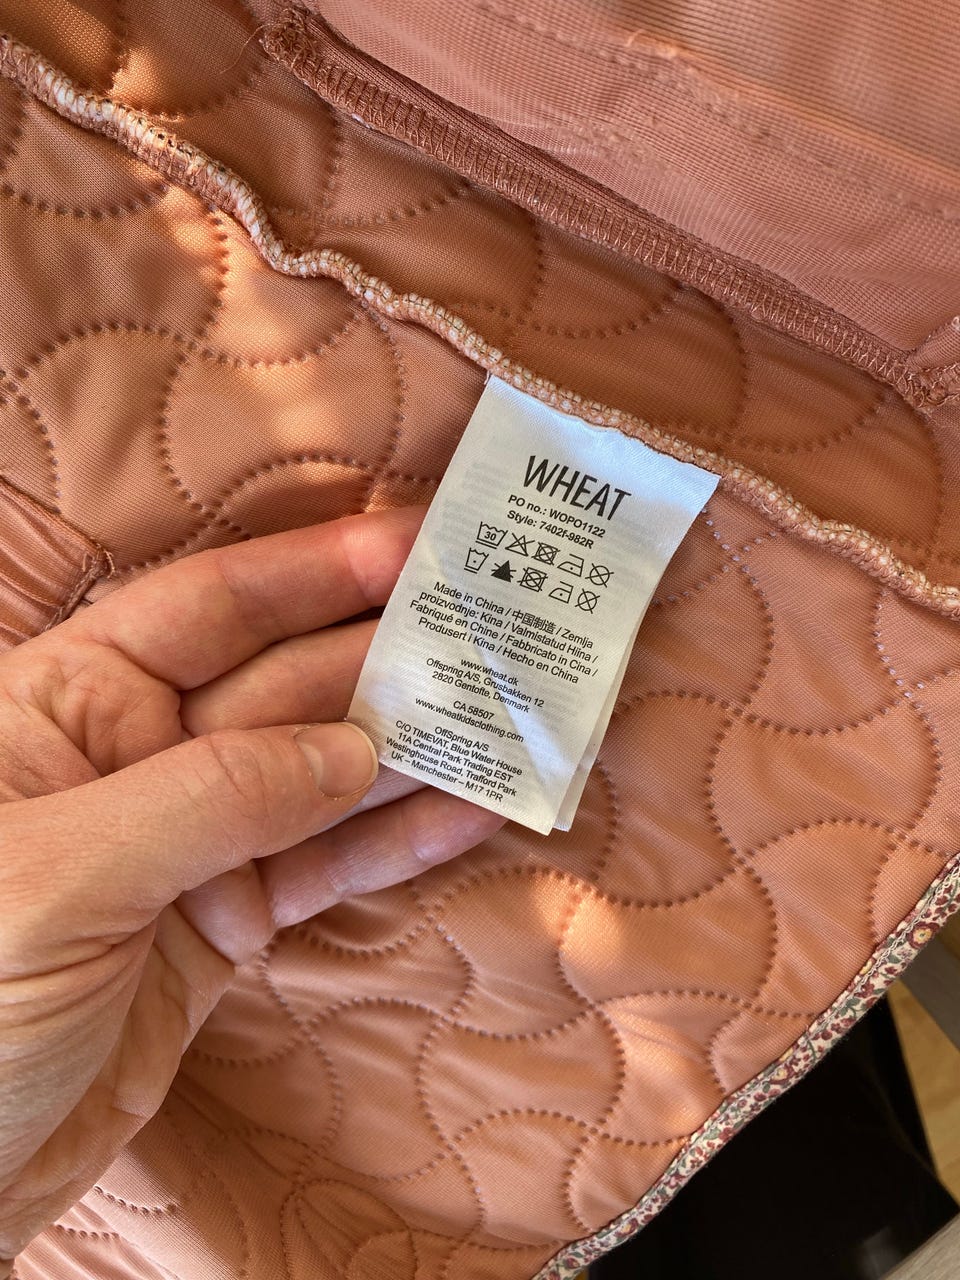 WHEAT
PO no.: WOPO1122
Style: 7402f-982R
30
Made in China / 中国制造 / Zemlja
proizvodnje: Kina / Valmistatud Hiina /
Fabriqué en Chine / Fabbricato in Cina /
Produsert i Kina / Hecho en China
www.wheat.dk
Offspring A/S, Grusbakken 12
2820 Gentofte, Denmark
CA 58507
www.wheatkidsclothing.com
OffSpring A/S
C/O TIMEVAT, Blue Water House
11A Central Park Trading EST
Westinghouse Road, Trafford Park
UK – Manchester – M17 1PR